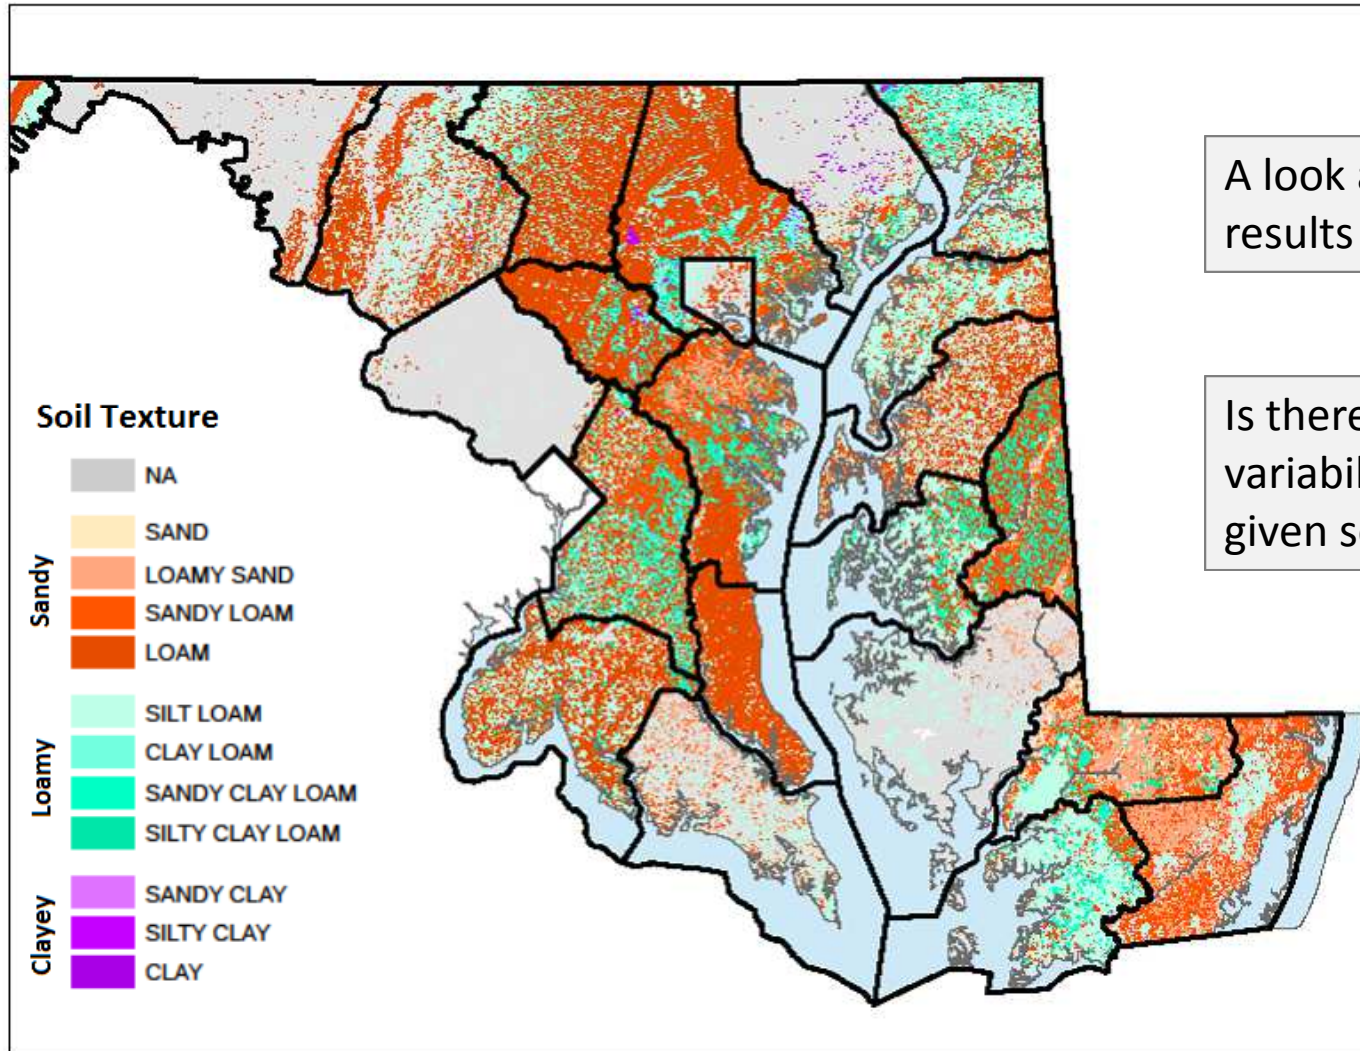 A look a
results
Is there
variabil
given s
Soil Texture
NA
Sandy
SAND
LOAMY SAND
SANDY LOAM
LOAM
Loamy
SILT LOAM
CLAY LOAM
SANDY CLAY LOAM
SILTY CLAY LOAM
Clayey
SANDY CLAY
SILTY CLAY
CLAY